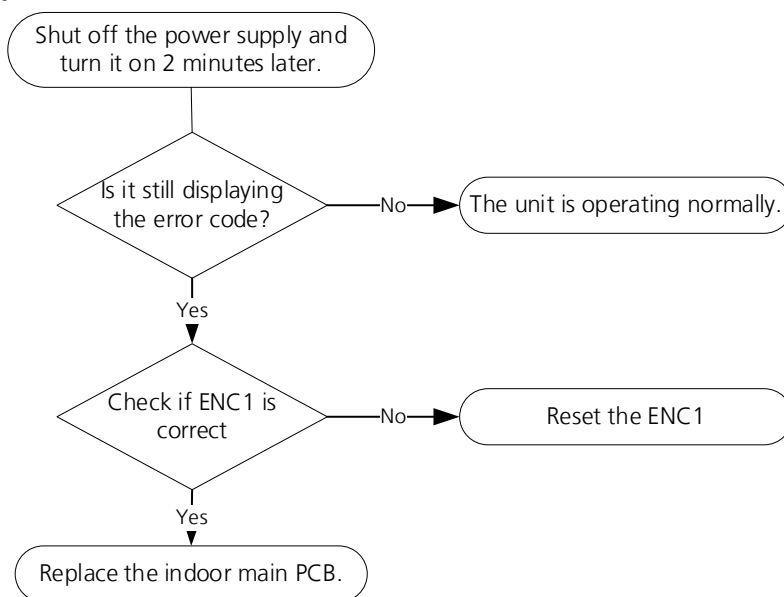 Shut off the power supply and
turn it on 2 minutes later.
Is it still displaying
the error code?
No
The unit is operating normally.
Yes
Check if ENC1 is
correct
No
Reset the ENC1
Yes
Replace the indoor main PCB.